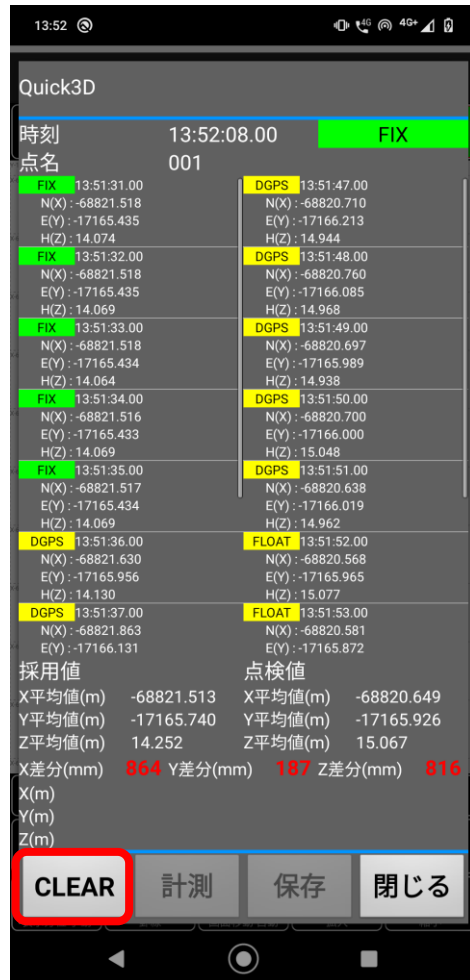 13:52 4G 4G+
Quick3D
時刻 13:52:08.00 FIX
点名 001
FIX 13:51:31.00
N(X) : -68821.518
E(Y) : -17165.435
H(Z) : 14.074
FIX 13:51:32.00
N(X) : -68821.518
E(Y) : -17165.435
H(Z) : 14.069
FIX 13:51:33.00
N(X) : -68821.518
E(Y) : -17165.434
H(Z) : 14.064
FIX 13:51:34.00
N(X) : -68821.516
E(Y) : -17165.433
H(Z) : 14.069
FIX 13:51:35.00
N(X) : -68821.517
E(Y) : -17165.434
H(Z) : 14.069
DGPS 13:51:36.00
N(X) : -68821.630
E(Y) : -17165.956
H(Z) : 14.130
DGPS 13:51:37.00
N(X) : -68821.863
E(Y) : -17166.131
DGPS 13:51:47.00
N(X) : -68820.710
E(Y) : -17166.213
H(Z) : 14.944
DGPS 13:51:48.00
N(X) : -68820.760
E(Y) : -17166.085
H(Z) : 14.968
DGPS 13:51:49.00
N(X) : -68820.697
E(Y) : -17165.989
H(Z) : 14.938
DGPS 13:51:50.00
N(X) : -68820.700
E(Y) : -17166.000
H(Z) : 15.048
DGPS 13:51:51.00
N(X) : -68820.638
E(Y) : -17166.019
H(Z) : 14.962
FLOAT 13:51:52.00
N(X) : -68820.568
E(Y) : -17165.965
H(Z) : 15.077
FLOAT 13:51:53.00
N(X) : -68820.581
E(Y) : -17165.872
採用値 点検値
X平均値(m) -68821.513 X平均値(m) -68820.649
Y平均値(m) -17165.740 Y平均値(m) -17165.926
Z平均値(m) 14.252 Z平均値(m) 15.067
X差分(mm) 864 Y差分(mm) 187 Z差分(mm) 816
X(m)
Y(m)
Z(m)
CLEAR 計測 保存 閉じる